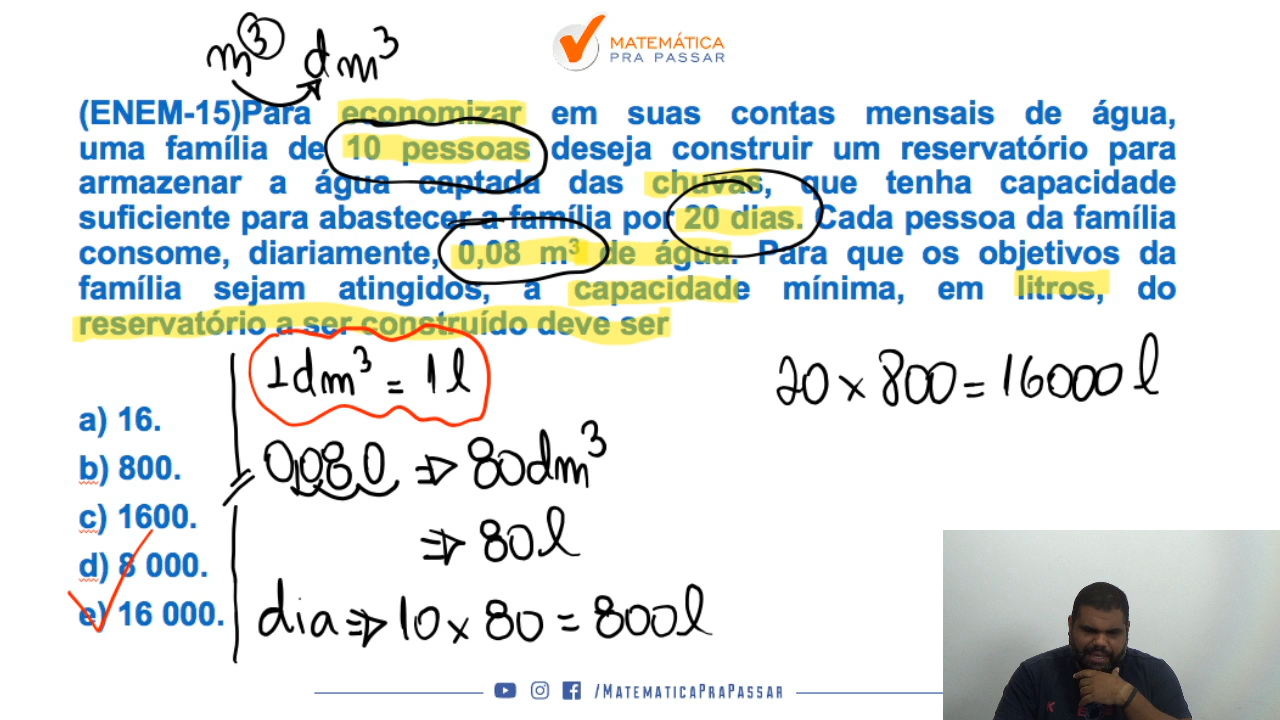 m³ dm³
MATEMÁTICA
PRA PASSAR
(ENEM-15)Para economizar em suas contas mensais de água,
uma família de 10 pessoas deseja construir um reservatório para
armazenar a água captada das chuvas, que tenha capacidade
suficiente para abastecer a família por 20 dias. Cada pessoa da família
consome, diariamente, 0,08 m³ de água. Para que os objetivos da
família sejam atingidos, a capacidade mínima, em litros, do
reservatório a ser construído deve ser
1dm³ = 1l
20 x 800 = 16000 l
a) 16.
b) 800.
c) 1600.
d) 8 000.
e) 16 000.
0,080 ⇒ 80dm³
⇒ 80l
dia ⇒ 10 x 80 = 800l
/MATEMATICAPRAPASSAR